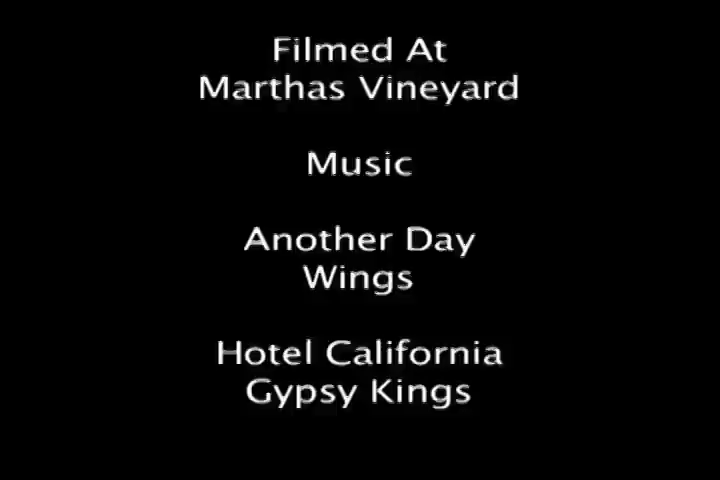 Filmed At
Marthas Vineyard
Music
Another Day
Wings
Hotel California
Gypsy Kings